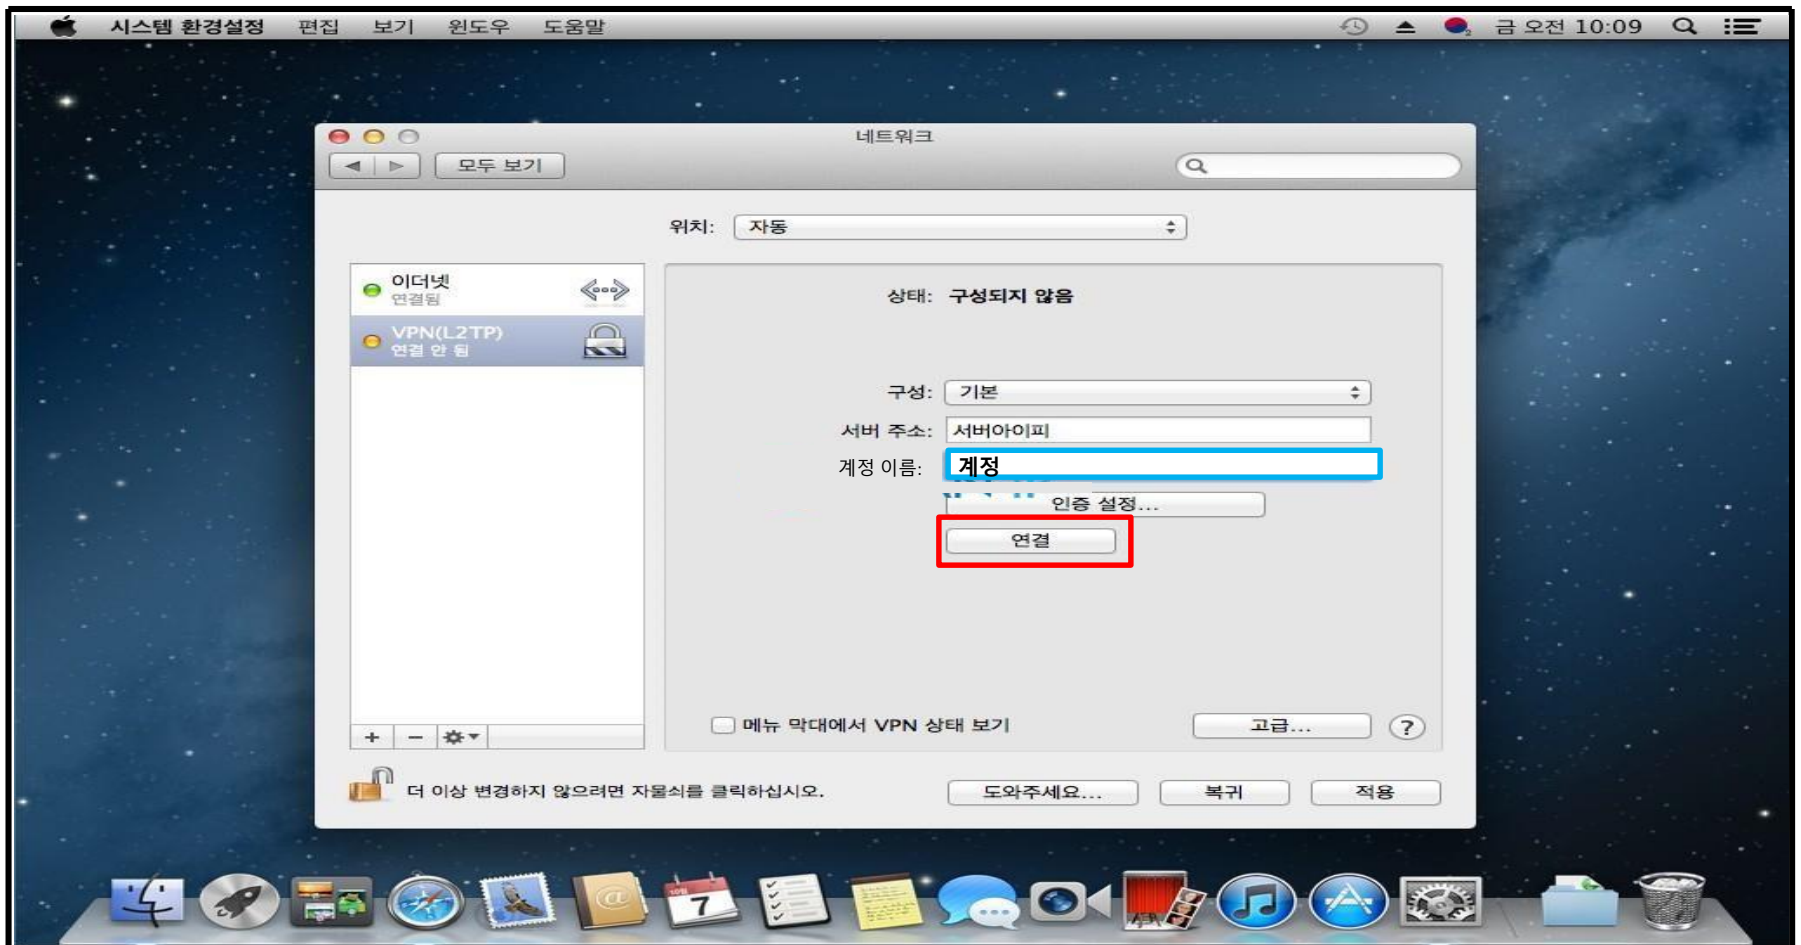 시스템 환경설정 편집 보기 윈도우 도움말 금 오전 10:09
네트워크
모두 보기
위치: 자동
이더넷
연결됨
VPN(L2TP)
연결 안 됨
상태: 구성되지 않음
구성: 기본
서버 주소: 서버아이피
계정 이름: 계정
인증 설정...
연결
메뉴 막대에서 VPN 상태 보기
고급... ?
더 이상 변경하지 않으려면 자물쇠를 클릭하십시오.
도와주세요... 복귀 적용
10월
7